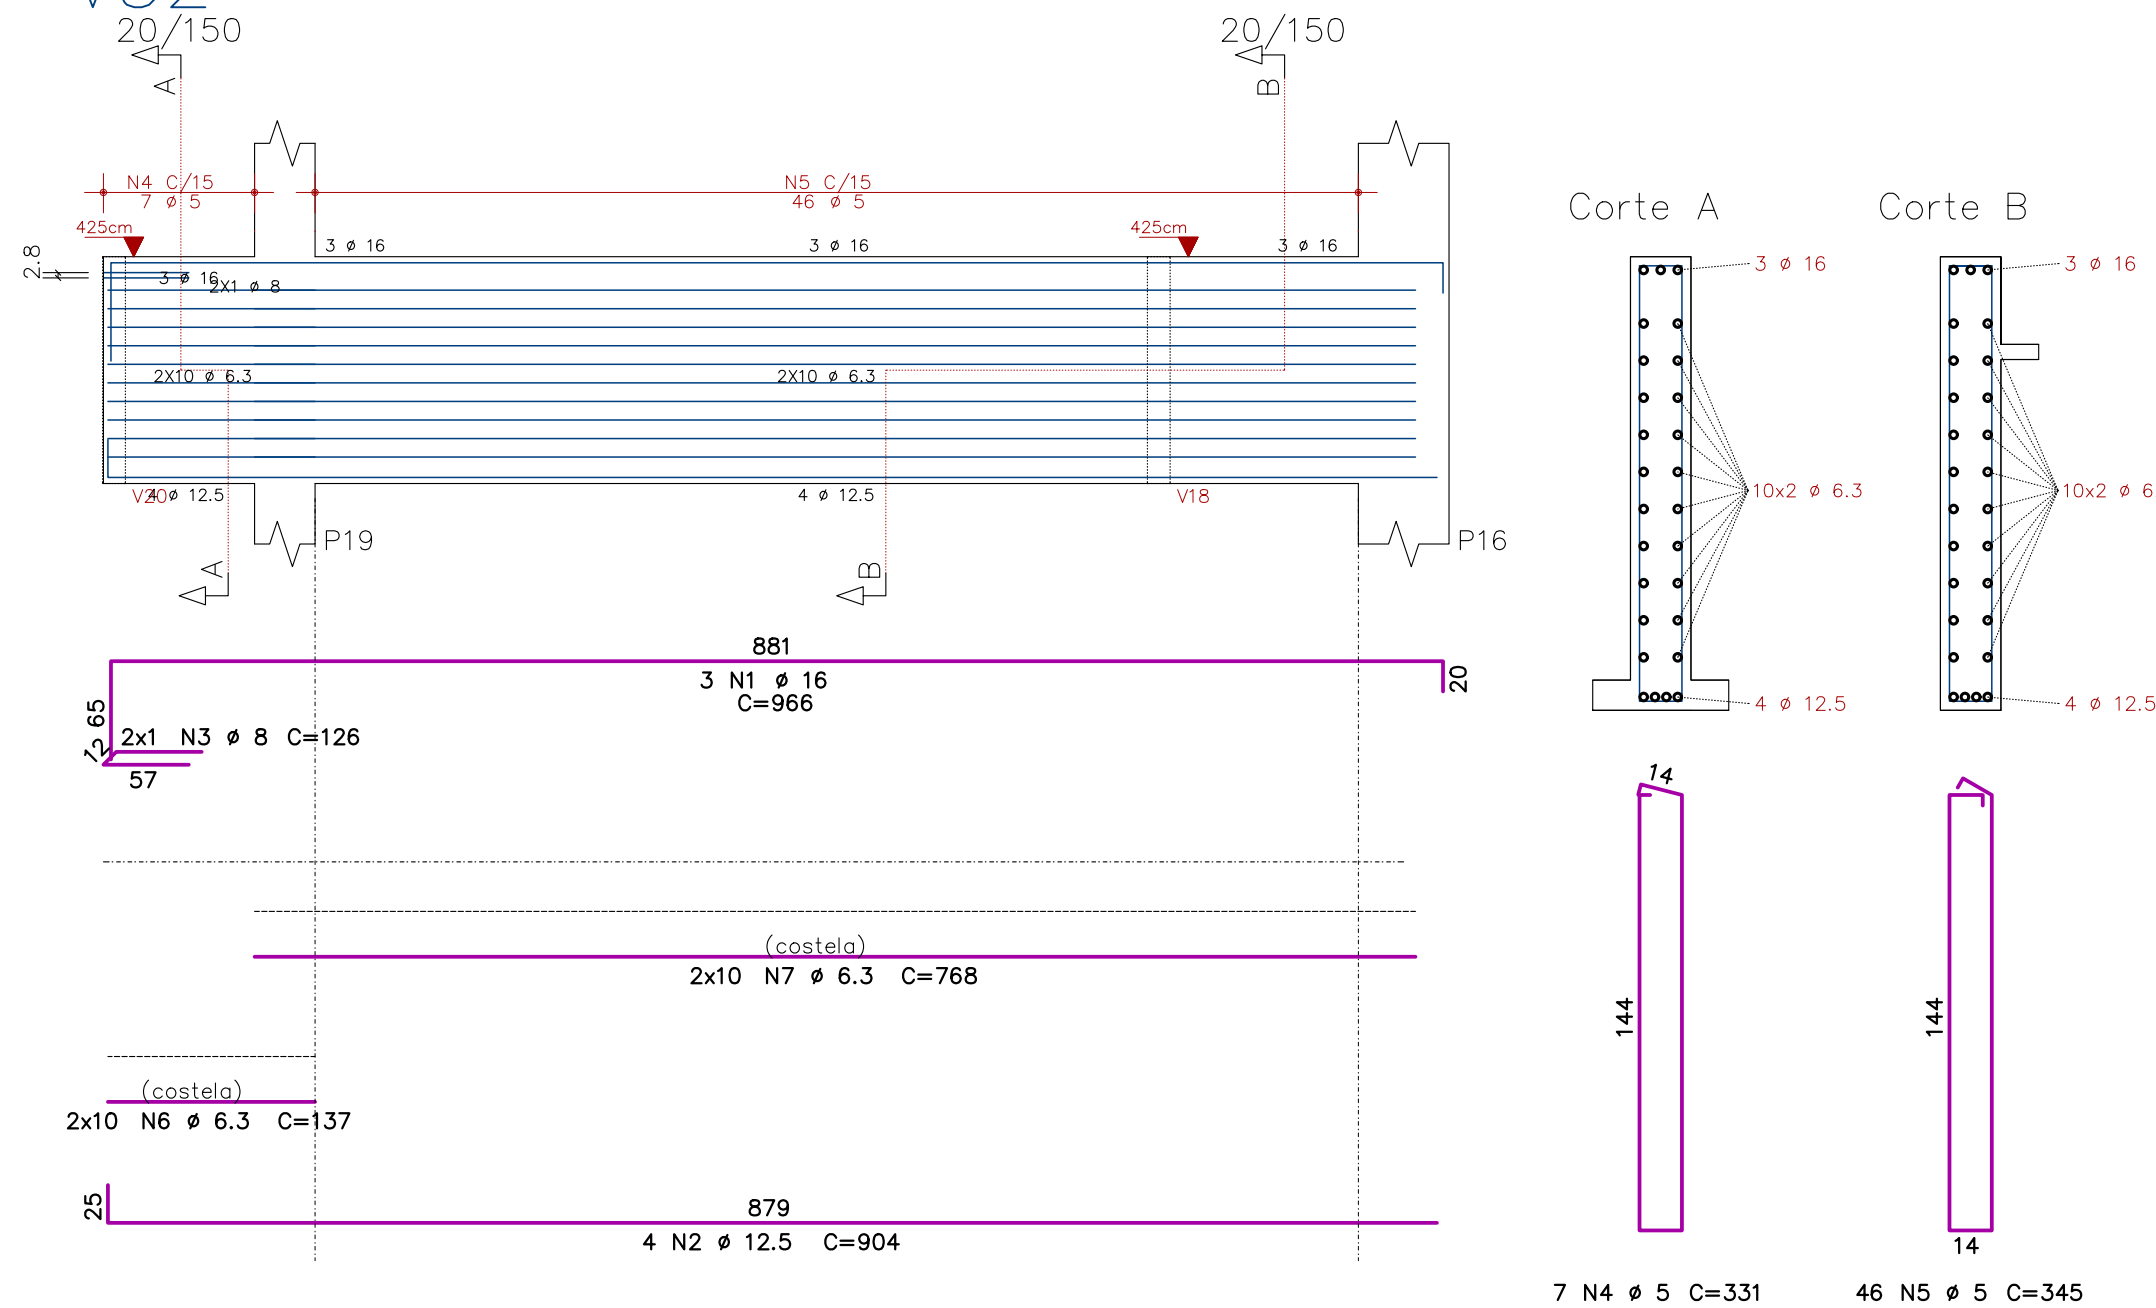 20/150
20/150
A
B
N4 C/15
7 ø 5
N5 C/15
46 ø 5
Corte A
Corte B
425cm
425cm
2.8
3 ø 16
3 ø 16
3 ø 16
3 ø 16
3 ø 16
3 ø 16
2X1 ø 8
2X10 ø 6.3
2X10 ø 6.3
10x2 ø 6.3
10x2 ø 6
V20
4 ø 12.5
4 ø 12.5
V18
P19
P16
A
B
881
3 N1 ø 16
C=966
20
65
12
2x1 N3 ø 8 C=126
57
4 ø 12.5
4 ø 12.5
14
(costela)
2x10 N7 ø 6.3 C=768
144
144
(costela)
2x10 N6 ø 6.3 C=137
25
879
4 N2 ø 12.5 C=904
14
7 N4 ø 5 C=331
46 N5 ø 5 C=345